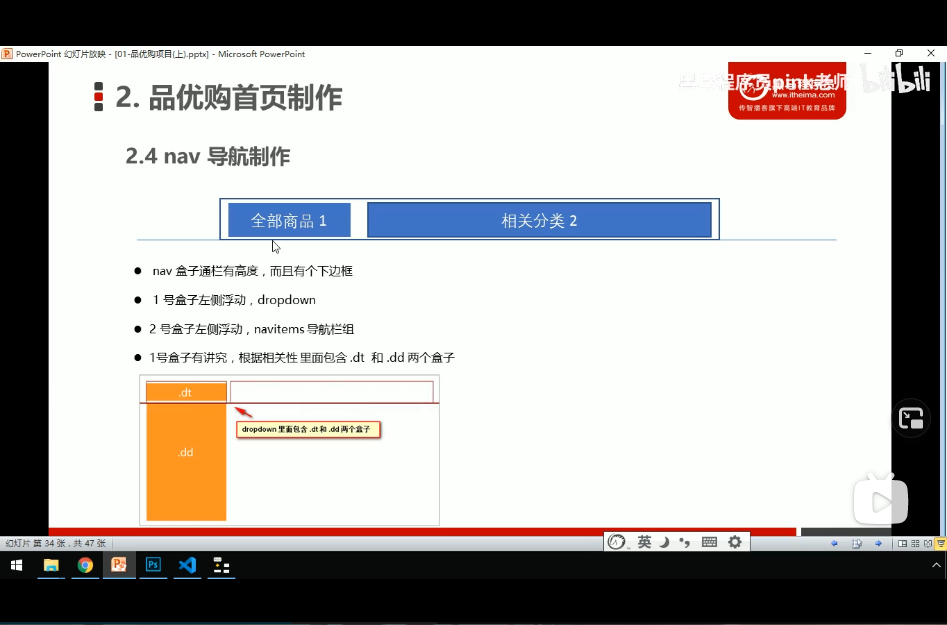 PowerPoint 幻灯片放映 - [01-品优购项目(上).pptx] - Microsoft PowerPoint
2. 品优购首页制作
程序员pink老师
bilibili
www.itheima.com
传智播客旗下高端IT教育品牌
2.4 nav 导航制作
全部商品 1
相关分类 2
● nav 盒子通栏有高度，而且有个下边框
● 1 号盒子左侧浮动，dropdown
● 2 号盒子左侧浮动，navitems 导航栏组
● 1号盒子有讲究，根据相关性 里面包含 .dt 和 .dd 两个盒子
.dt
dropdown 里面包含 .dt 和 .dd 两个盒子
.dd
幻灯片 第 34 张，共 47 张
英
Ps